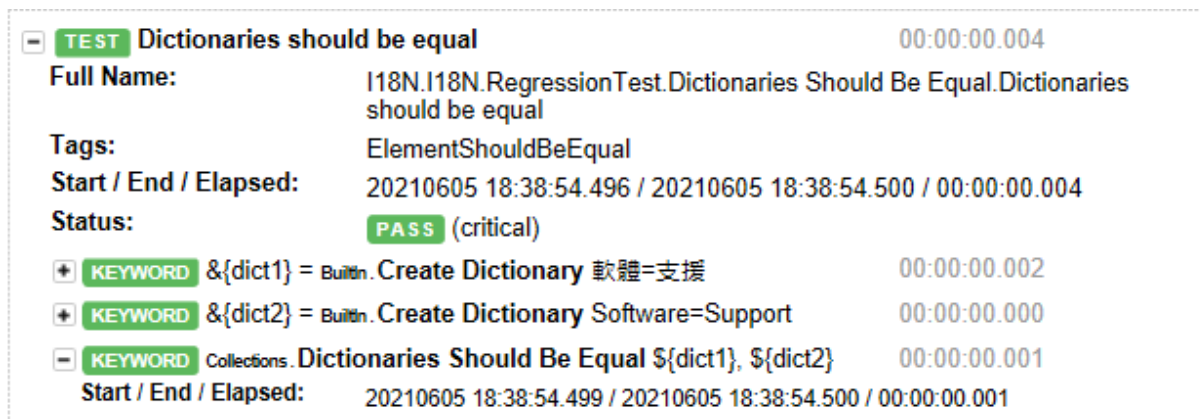 TEST Dictionaries should be equal 00:00:00.004
Full Name: I18N.I18N.RegressionTest.Dictionaries Should Be Equal.Dictionaries
should be equal
Tags: ElementShouldBeEqual
Start / End / Elapsed: 20210605 18:38:54.496 / 20210605 18:38:54.500 / 00:00:00.004
Status: PASS (critical)
KEYWORD &{dict1} = BuiltIn.Create Dictionary 軟體=支援 00:00:00.002
KEYWORD &{dict2} = BuiltIn.Create Dictionary Software=Support 00:00:00.000
KEYWORD Collections.Dictionaries Should Be Equal ${dict1}, ${dict2} 00:00:00.001
Start / End / Elapsed: 20210605 18:38:54.499 / 20210605 18:38:54.500 / 00:00:00.001